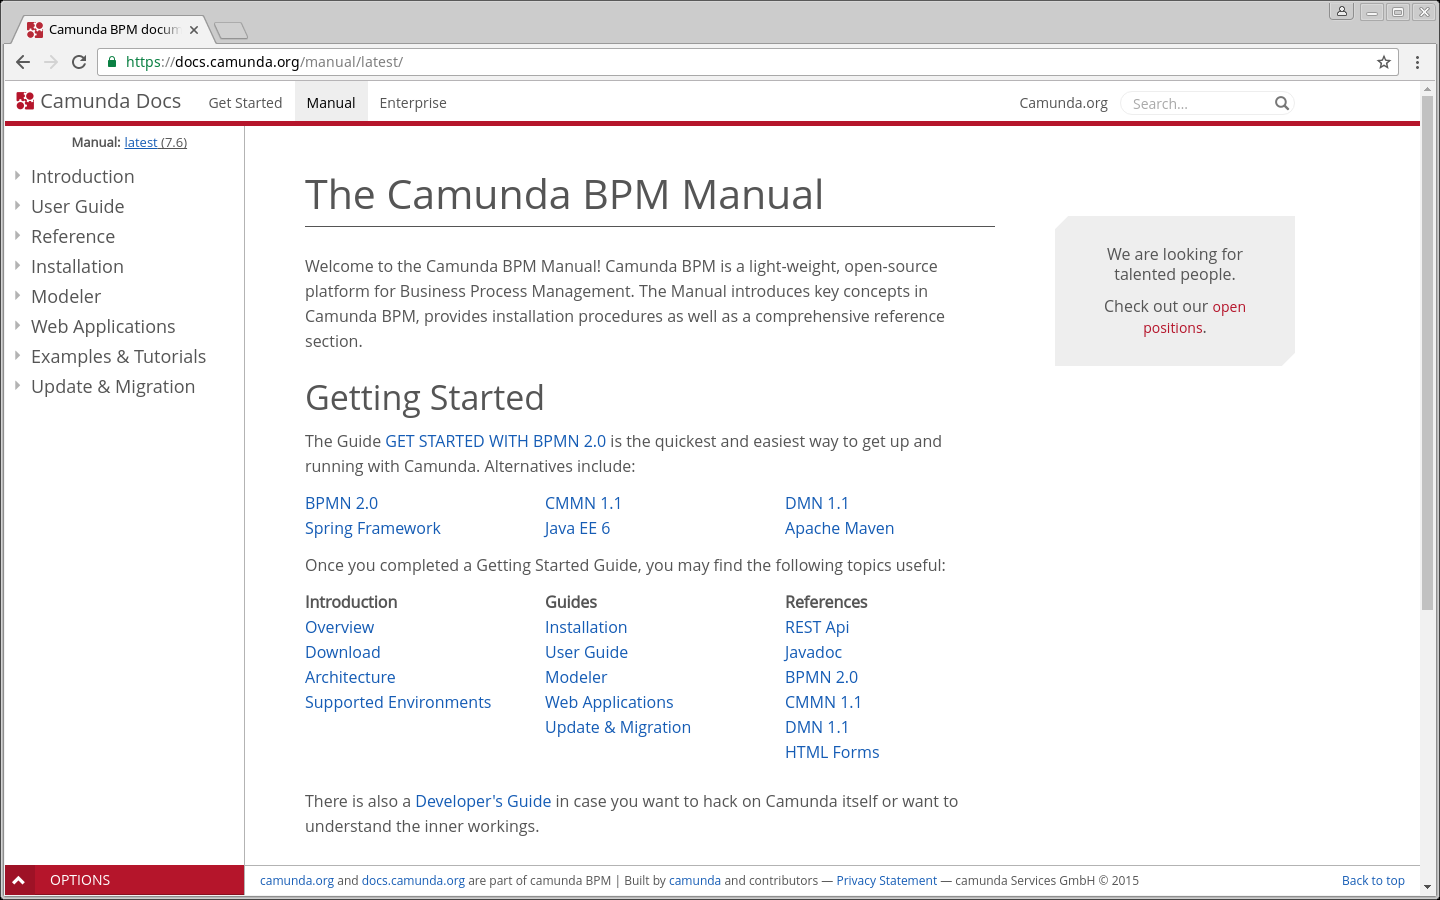 Camunda BPM docum
https://docs.camunda.org/manual/latest/
Camunda Docs Get Started Manual Enterprise Camunda.org Search...
Manual: latest (7.6)
Introduction
User Guide
Reference
Installation
Modeler
Web Applications
Examples & Tutorials
Update & Migration
The Camunda BPM Manual
Welcome to the Camunda BPM Manual! Camunda BPM is a light-weight, open-source
platform for Business Process Management. The Manual introduces key concepts in
Camunda BPM, provides installation procedures as well as a comprehensive reference
section.
Getting Started
The Guide GET STARTED WITH BPMN 2.0 is the quickest and easiest way to get up and
running with Camunda. Alternatives include:
BPMN 2.0 CMMN 1.1 DMN 1.1
Spring Framework Java EE 6 Apache Maven
Once you completed a Getting Started Guide, you may find the following topics useful:
Introduction Guides References
Overview Installation REST Api
Download User Guide Javadoc
Architecture Modeler BPMN 2.0
Supported Environments Web Applications CMMN 1.1
Update & Migration DMN 1.1
HTML Forms
There is also a Developer's Guide in case you want to hack on Camunda itself or want to
understand the inner workings.
We are looking for
talented people.
Check out our open
positions.
OPTIONS
camunda.org and docs.camunda.org are part of camunda BPM | Built by camunda and contributors — Privacy Statement — camunda Services GmbH © 2015 Back to top